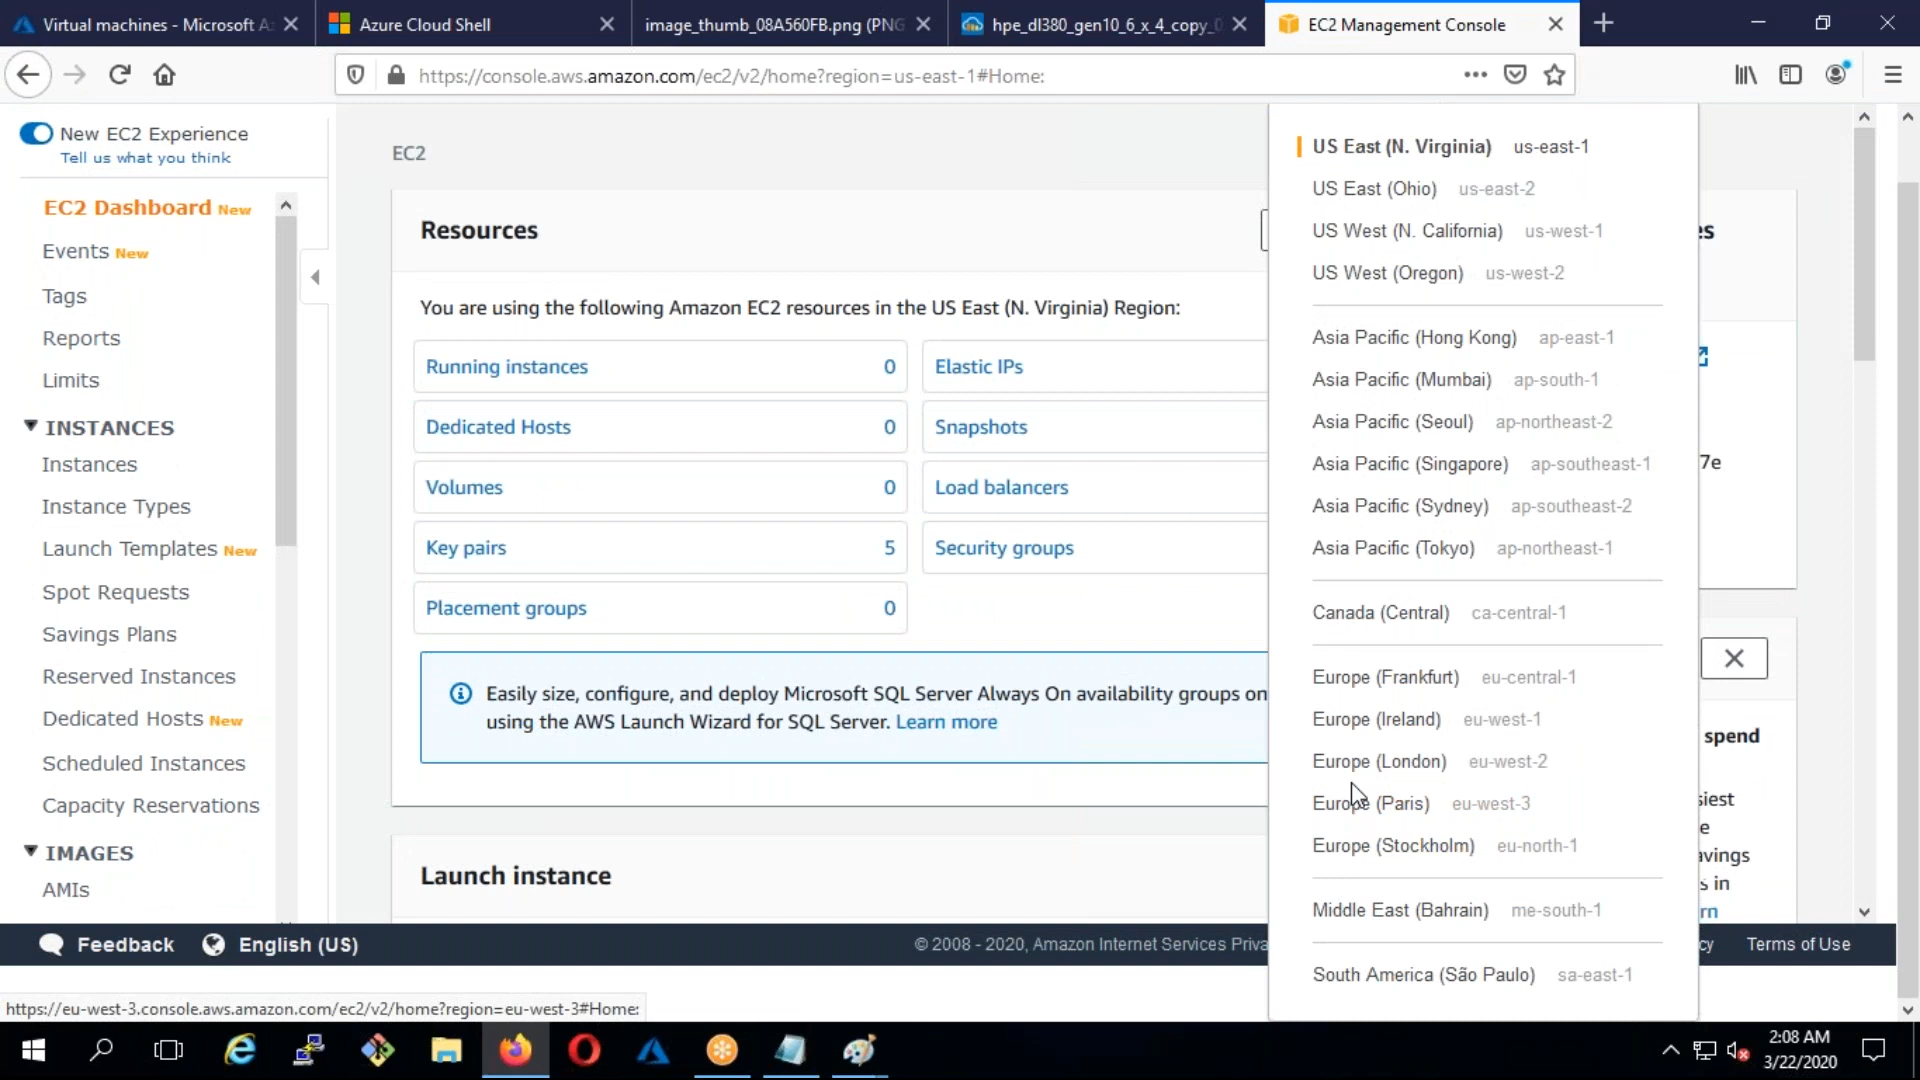 Virtual machines - Microsoft Az
Azure Cloud Shell
image_thumb_08A560FB.png (PNG
hpe_dl380_gen10_6_x_4_copy_0
EC2 Management Console
https://console.aws.amazon.com/ec2/v2/home?region=us-east-1#Home:
New EC2 Experience
Tell us what you think
EC2 Dashboard New
Events New
Tags
Reports
Limits
INSTANCES
Instances
Instance Types
Launch Templates New
Spot Requests
Savings Plans
Reserved Instances
Dedicated Hosts New
Scheduled Instances
Capacity Reservations
IMAGES
AMIs
EC2
Resources
You are using the following Amazon EC2 resources in the US East (N. Virginia) Region:
Running instances 0
Elastic IPs
Dedicated Hosts 0
Snapshots
Volumes 0
Load balancers
Key pairs 5
Security groups
Placement groups 0
Easily size, configure, and deploy Microsoft SQL Server Always On availability groups on
using the AWS Launch Wizard for SQL Server. Learn more
Launch instance
US East (N. Virginia) us-east-1
US East (Ohio) us-east-2
US West (N. California) us-west-1
US West (Oregon) us-west-2
Asia Pacific (Hong Kong) ap-east-1
Asia Pacific (Mumbai) ap-south-1
Asia Pacific (Seoul) ap-northeast-2
Asia Pacific (Singapore) ap-southeast-1
Asia Pacific (Sydney) ap-southeast-2
Asia Pacific (Tokyo) ap-northeast-1
Canada (Central) ca-central-1
Europe (Frankfurt) eu-central-1
Europe (Ireland) eu-west-1
Europe (London) eu-west-2
Europe (Paris) eu-west-3
Europe (Stockholm) eu-north-1
Middle East (Bahrain) me-south-1
South America (São Paulo) sa-east-1
es
7e
spend
siest
e
avings
s in
rn
Feedback
English (US)
© 2008 - 2020, Amazon Internet Services Priva
cy
Terms of Use
https://eu-west-3.console.aws.amazon.com/ec2/v2/home?region=eu-west-3#Home:
2:08 AM
3/22/2020